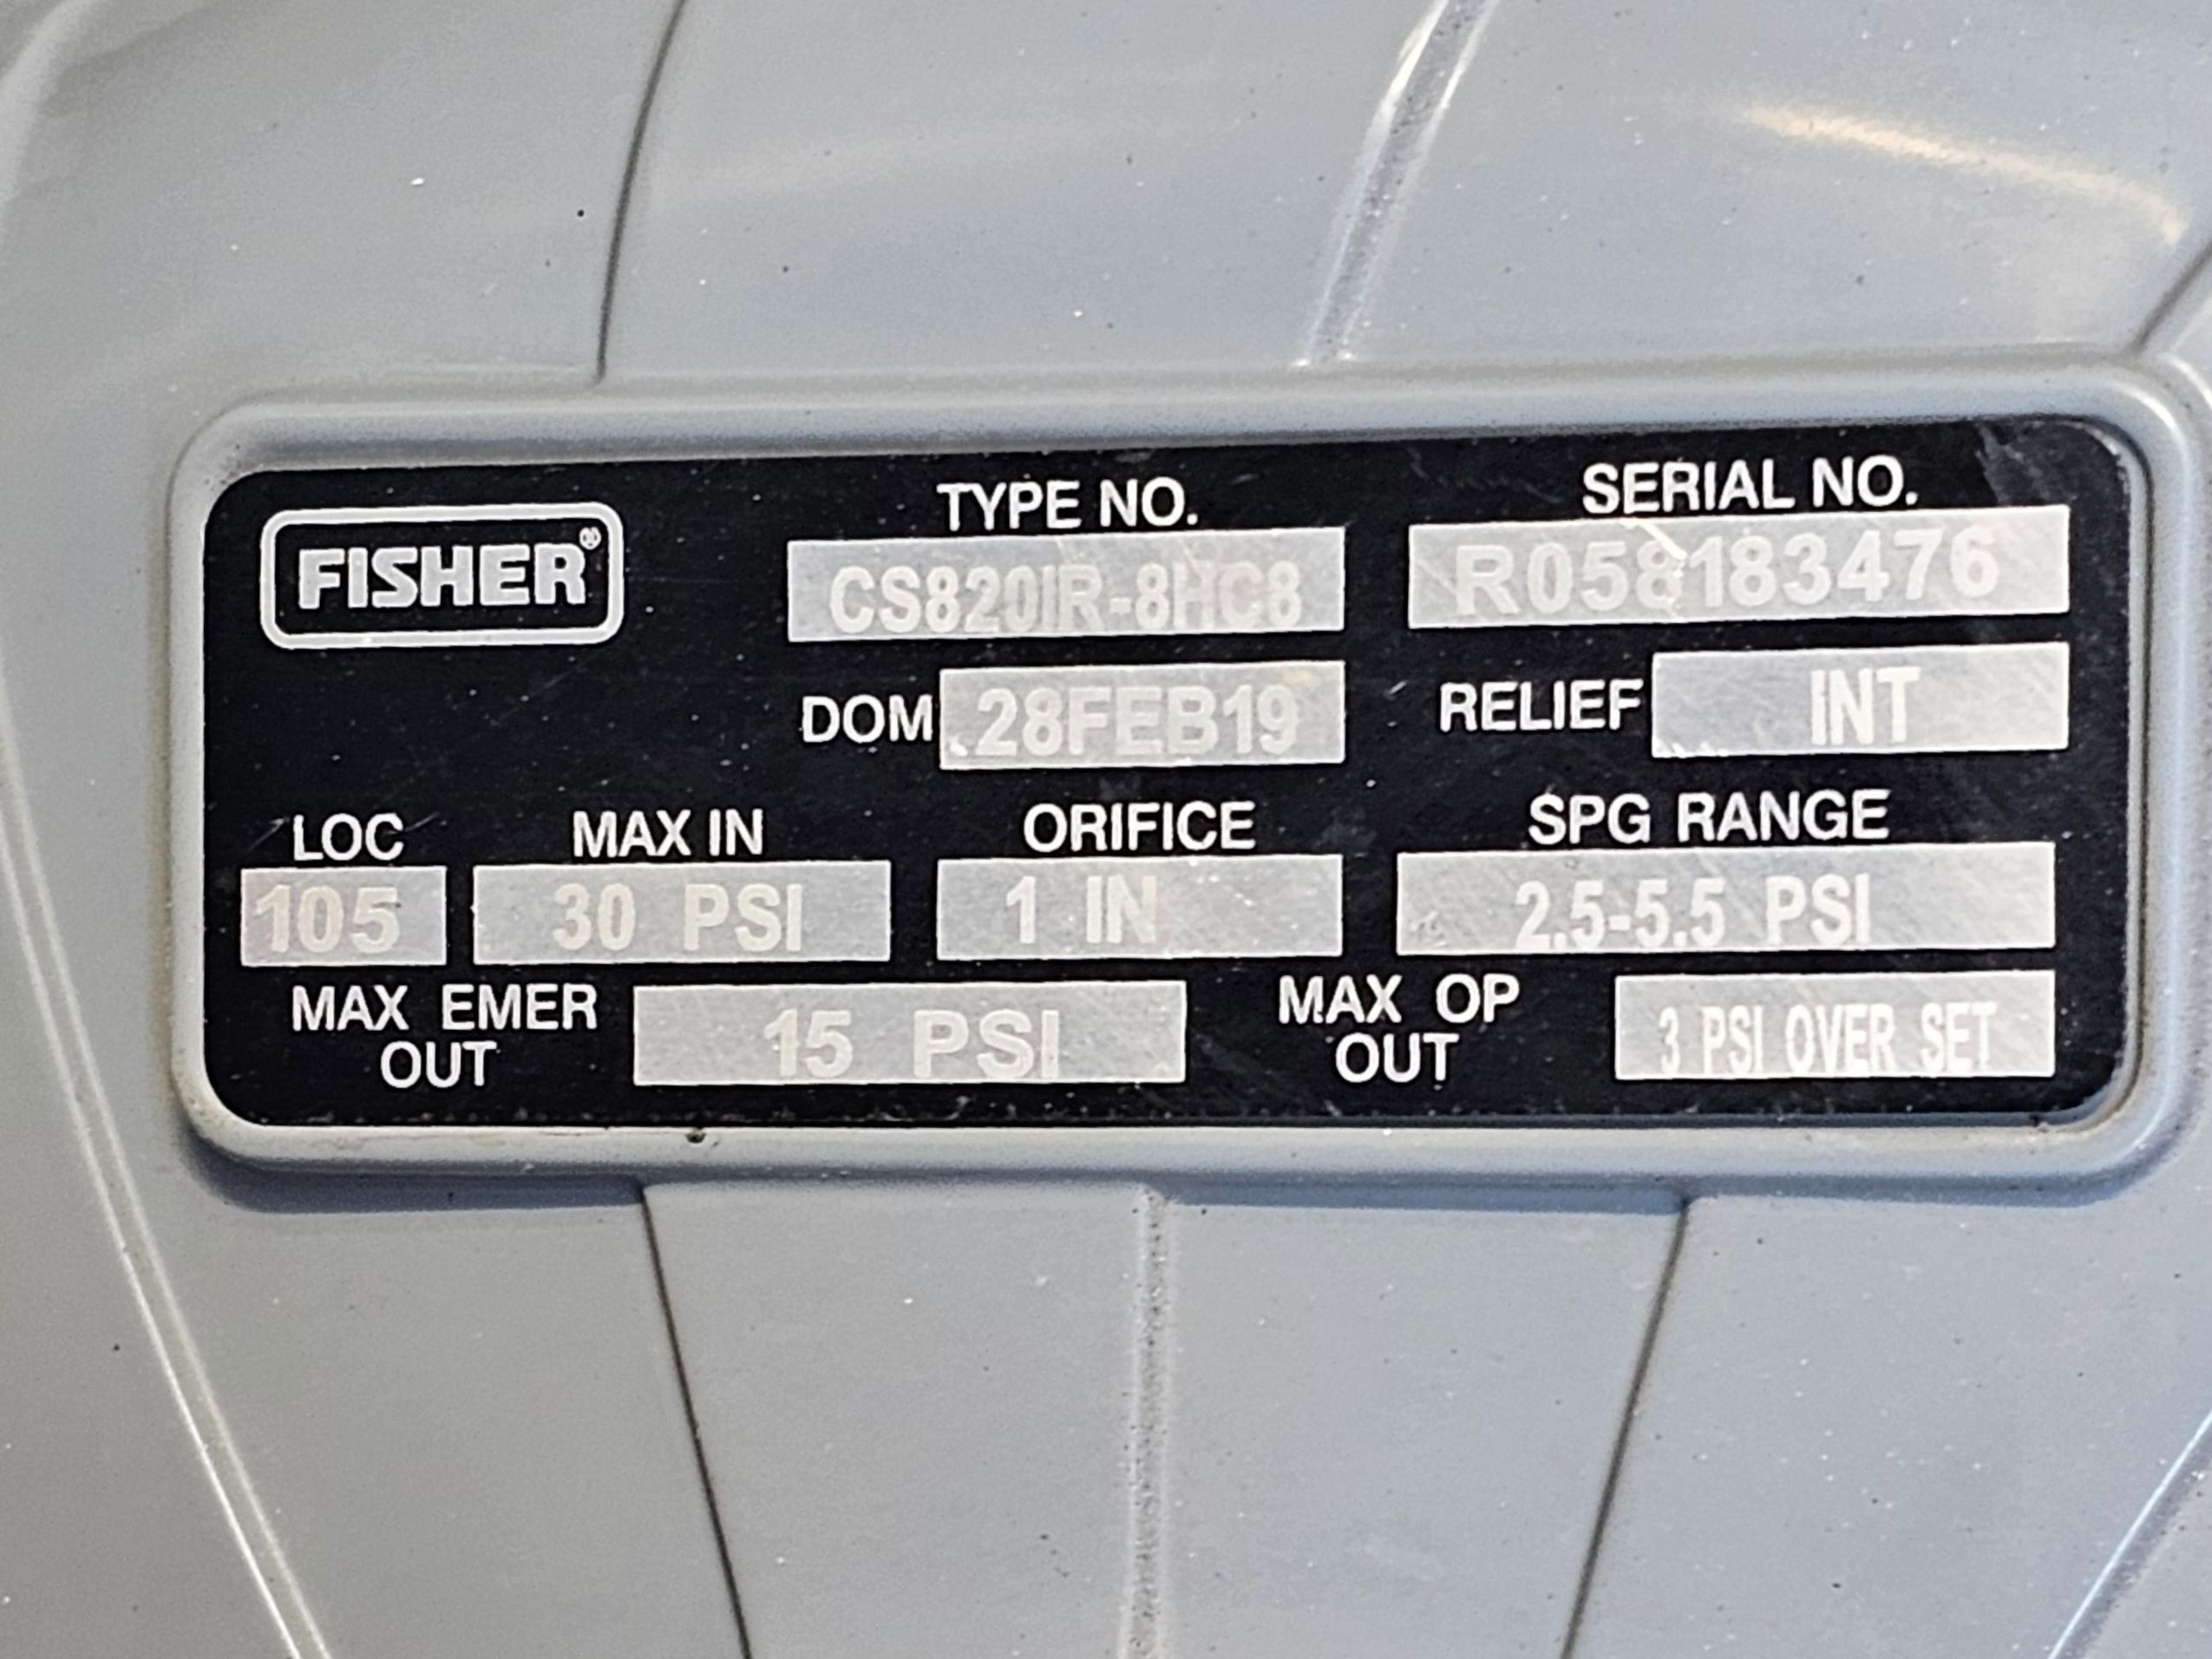 FISHER®
TYPE NO. SERIAL NO.
CS820IR-8HC8 R058183476
DOM 28FEB19 RELIEF INT
LOC MAX IN ORIFICE SPG RANGE
105 30 PSI 1 IN 2.5-5.5 PSI
MAX EMER OUT 15 PSI MAX OP OUT 3 PSI OVER SET